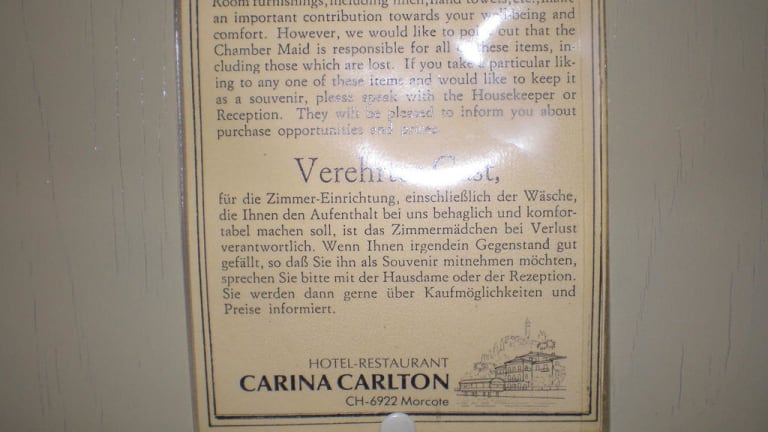 Room furnishings, including linen, hand towels, etc., make
an important contribution towards your well-being and
comfort. However, we would like to point out that the
Chamber Maid is responsible for all of these items, in-
cluding those which are lost. If you take a particular lik-
ing to any one of these items and would like to keep it
as a souvenir, please speak with the Housekeeper or
Reception. They will be pleased to inform you about
purchase opportunities and prices
Verehrter Gast,
für die Zimmer-Einrichtung, einschließlich der Wäsche,
die Ihnen den Aufenthalt bei uns behaglich und komfor-
tabel machen soll, ist das Zimmermädchen bei Verlust
verantwortlich. Wenn Ihnen irgendein Gegenstand gut
gefällt, so daß Sie ihn als Souvenir mitnehmen möchten,
sprechen Sie bitte mit der Hausdame oder der Rezeption.
Sie werden dann gerne über Kaufmöglichkeiten und
Preise informiert.
HOTEL-RESTAURANT
CARINA CARLTON
CH-6922 Morcote